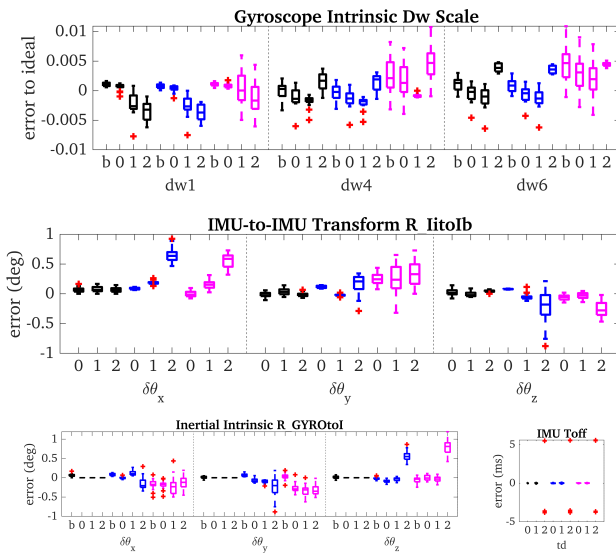 Gyroscope Intrinsic Dw Scale
0.01
0.005
0
-0.005
-0.01
error to ideal
b 0 1 2 b 0 1 2 b 0 1 2 b 0 1 2 b 0 1 2 b 0 1 2 b 0 1 2 b 0 1 2 b 0 1 2
dw1 dw4 dw6
IMU-to-IMU Transform R_IitoIb
1
0.5
0
-0.5
-1
error (deg)
0 1 2 0 1 2 0 1 2 0 1 2 0 1 2 0 1 2 0 1 2 0 1 2 0 1 2
δθx δθy δθz
Inertial Intrinsic R_GYROtoI
1
0.5
0
-0.5
-1
error (deg)
b 0 1 2 b 0 1 2 b 0 1 2 b 0 1 2 b 0 1 2 b 0 1 2 b 0 1 2 b 0 1 2 b 0 1 2
δθx δθy δθz
IMU Toff
5
0
-5
error (ms)
0 1 2 0 1 2 0 1 2
td